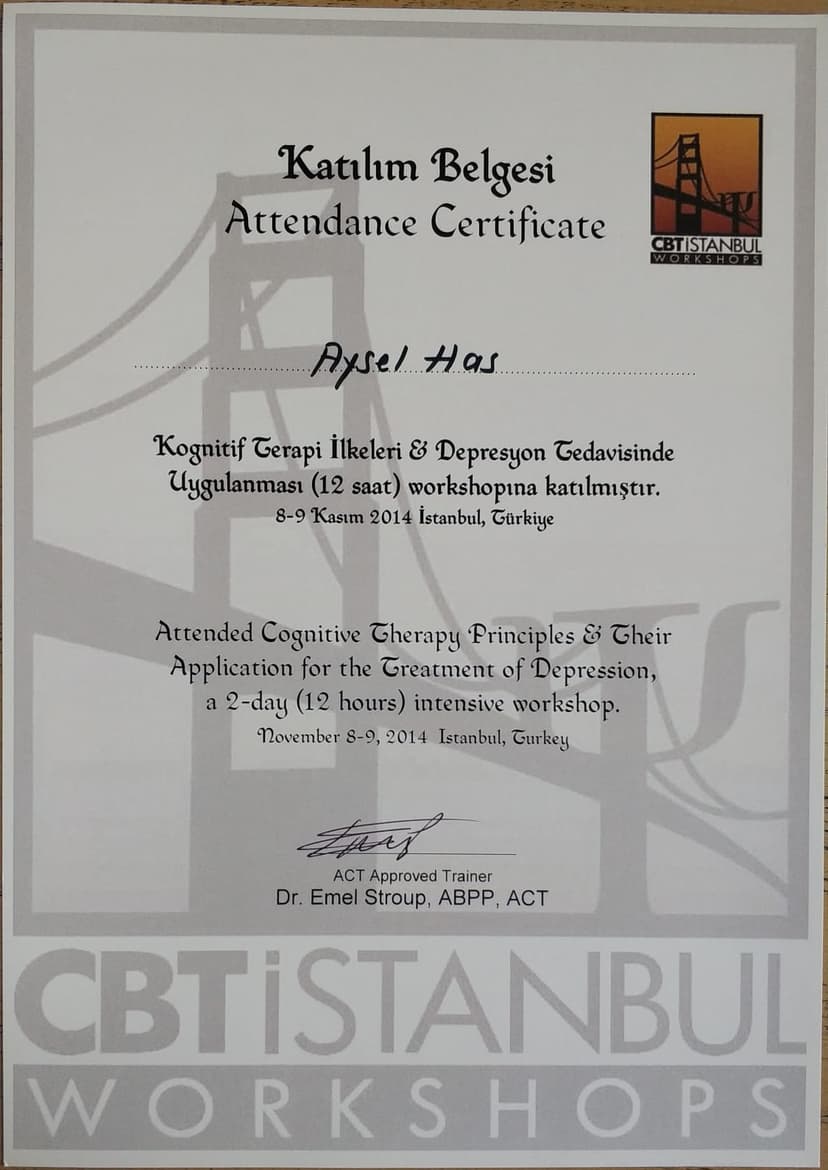 Katılım Belgesi
Attendance Certificate
CBTİSTANBUL
WORKSHOPS
Aysel Has
Kognitif Terapi İlkeleri & Depresyon Tedavisinde
Uygulanması (12 saat) workshopına katılmıştır.
8-9 Kasım 2014 İstanbul, Türkiye
Attended Cognitive Therapy Principles & Their
Application for the Treatment of Depression,
a 2-day (12 hours) intensive workshop.
November 8-9, 2014 Istanbul, Turkey
ACT Approved Trainer
Dr. Emel Stroup, ABPP, ACT
CBTİSTANBUL
WORKSHOPS